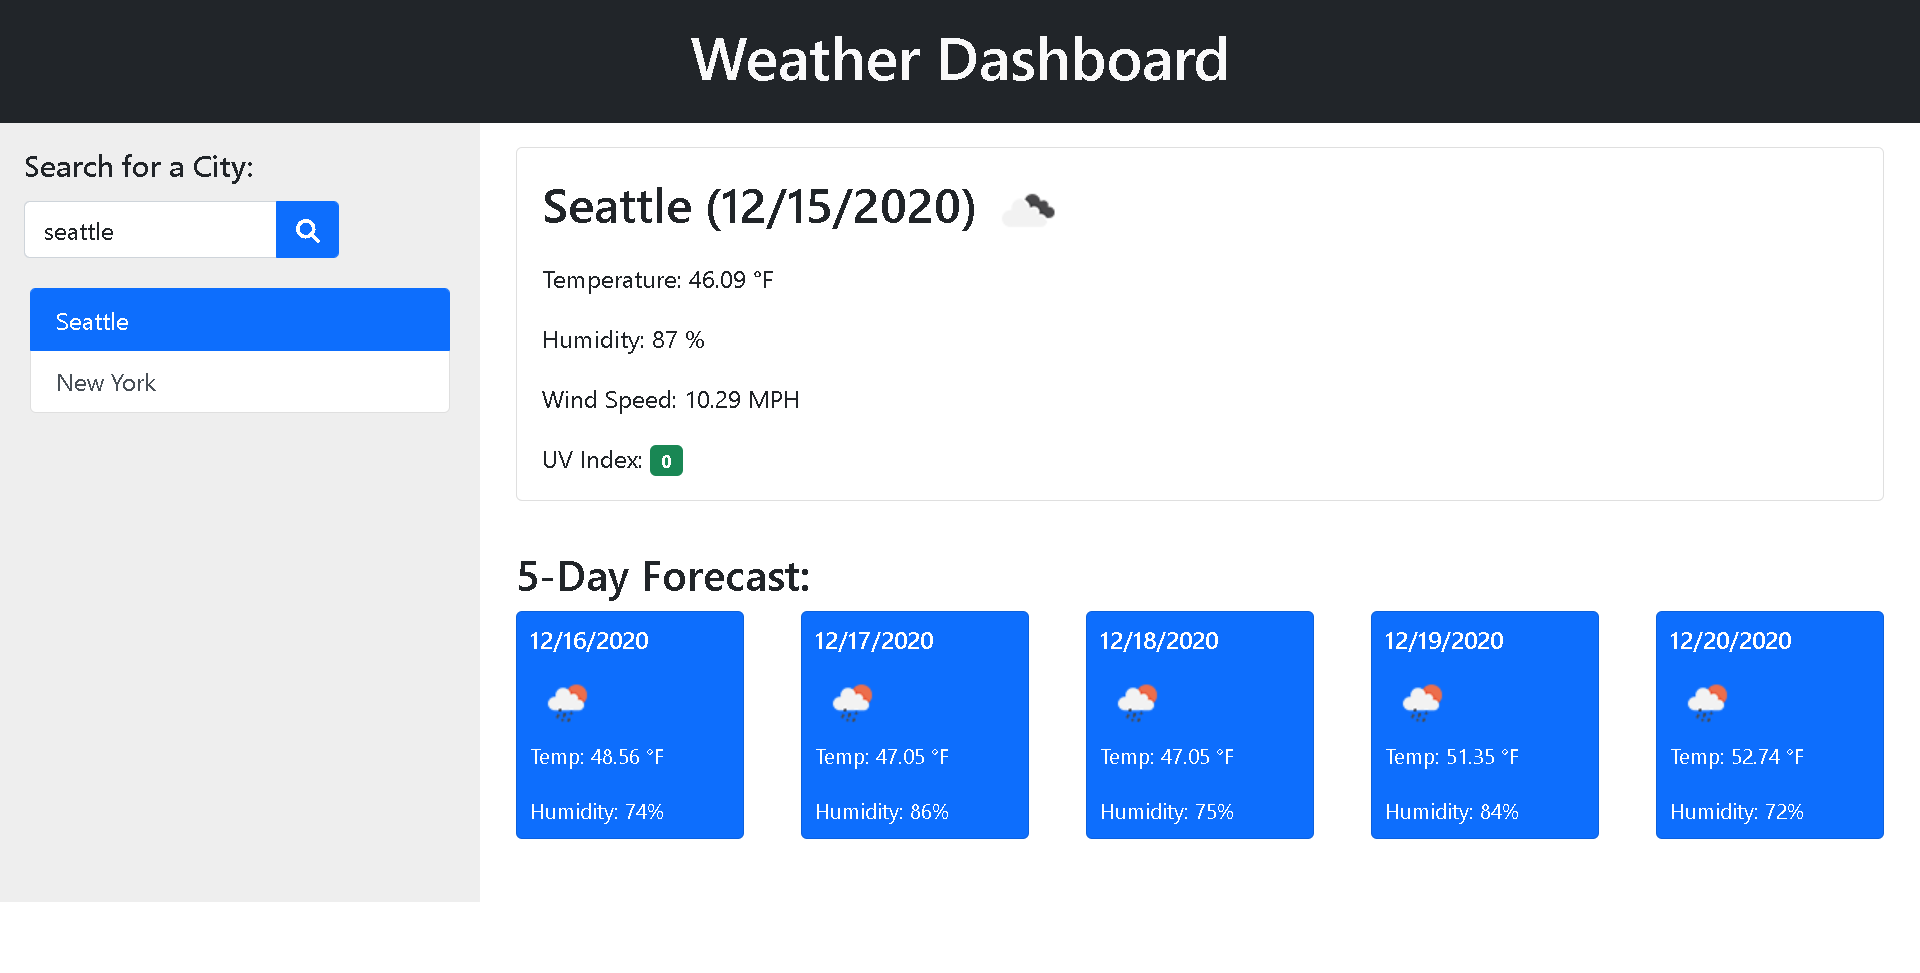 Weather Dashboard
Search for a City:
seattle
Seattle
New York
Seattle (12/15/2020)
Temperature: 46.09 °F
Humidity: 87 %
Wind Speed: 10.29 MPH
UV Index: 0
5-Day Forecast:
12/16/2020
Temp: 48.56 °F
Humidity: 74%
12/17/2020
Temp: 47.05 °F
Humidity: 86%
12/18/2020
Temp: 47.05 °F
Humidity: 75%
12/19/2020
Temp: 51.35 °F
Humidity: 84%
12/20/2020
Temp: 52.74 °F
Humidity: 72%